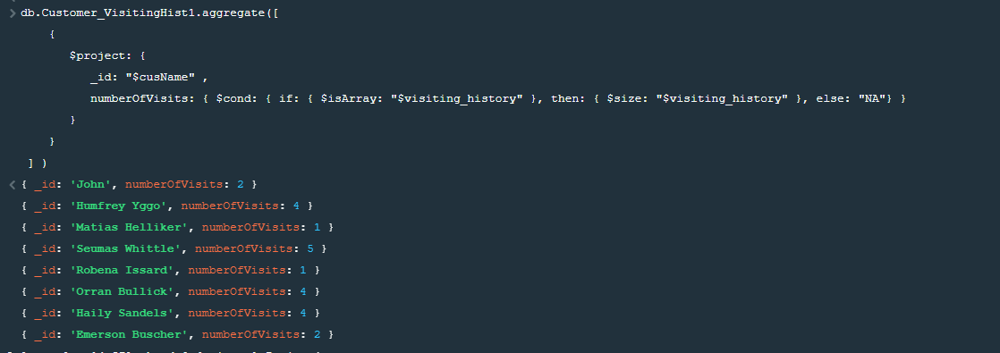 db.Customer_VisitingHist1.aggregate([
{
$project: {
_id: "$cusName" ,
numberOfVisits: { $cond: { if: { $isArray: "$visiting_history" }, then: { $size: "$visiting_history" }, else: "NA"} }
}
}
] )
{ _id: 'John', numberOfVisits: 2 }
{ _id: 'Humfrey Yggo', numberOfVisits: 4 }
{ _id: 'Matias Helliker', numberOfVisits: 1 }
{ _id: 'Seumas Whittle', numberOfVisits: 5 }
{ _id: 'Robena Issard', numberOfVisits: 1 }
{ _id: 'Orran Bullick', numberOfVisits: 4 }
{ _id: 'Haily Sandels', numberOfVisits: 4 }
{ _id: 'Emerson Buscher', numberOfVisits: 2 }